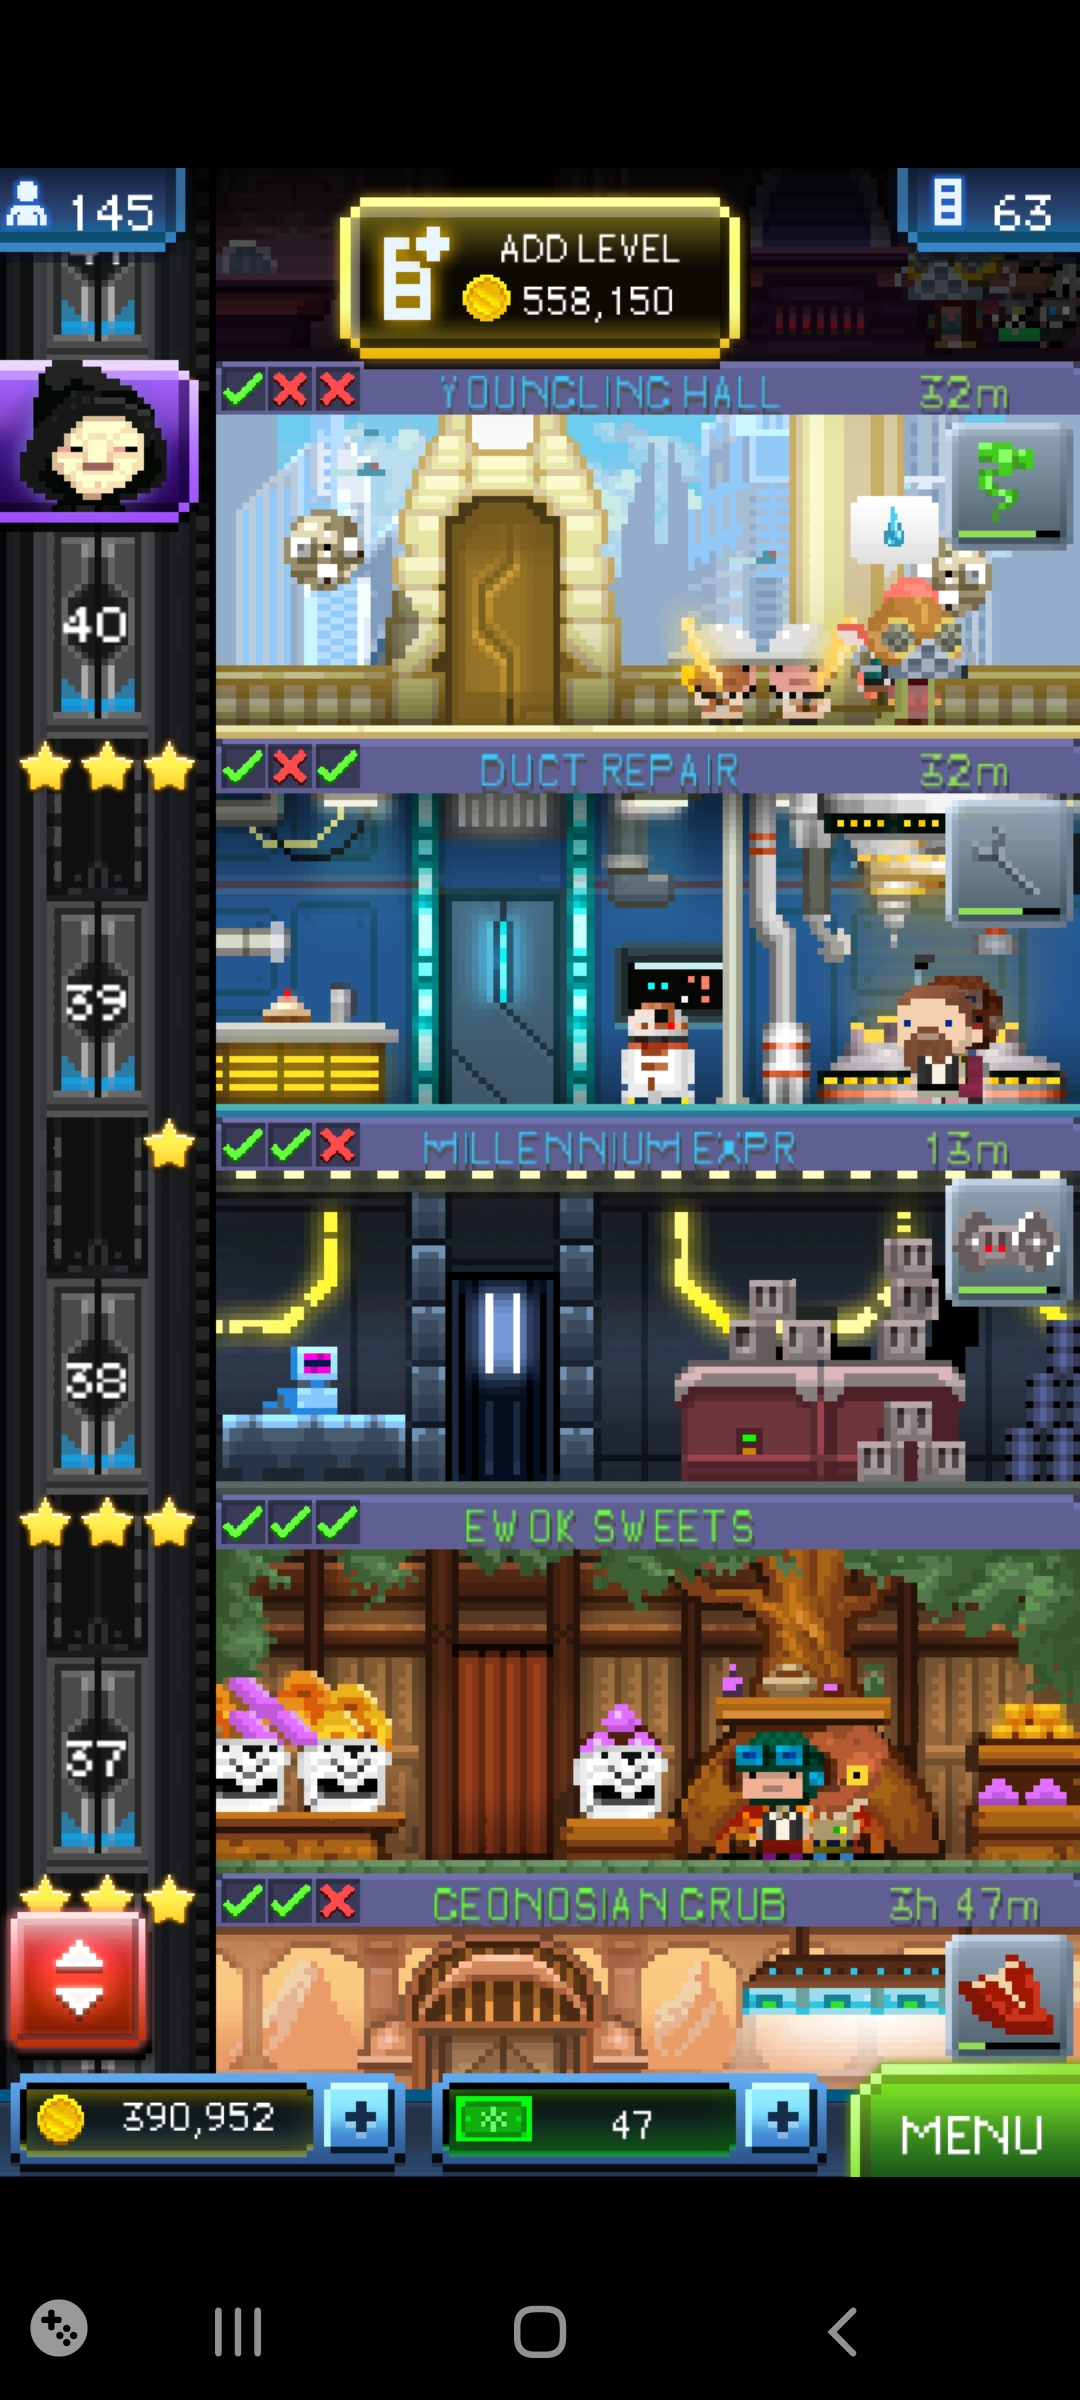 145
ADD LEVEL
558,150
63
YOUNGLING HALL 32m
40
DUCT REPAIR 32m
39
MILLENNIUM EXPR 13m
38
EWOK SWEETS
37
GEONOSIAN GRUB 3h 47m
390,952
47
MENU